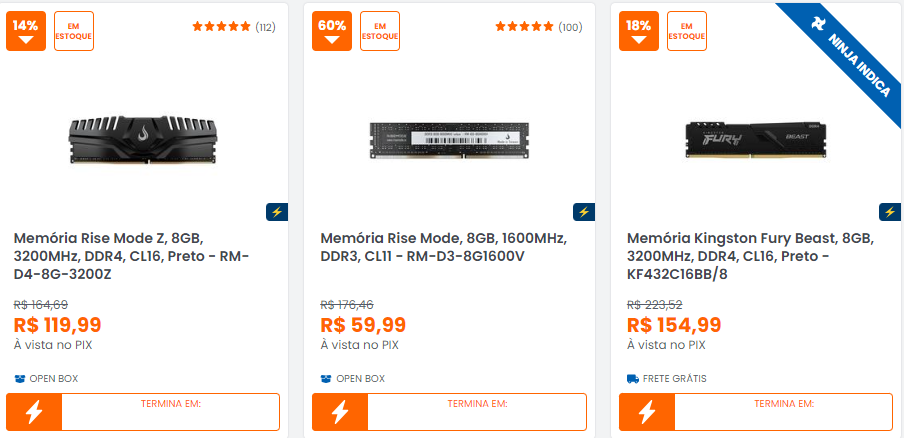 14%
EM
ESTOQUE
(112)
Memória Rise Mode Z, 8GB,
3200MHz, DDR4, CL16, Preto - RM-
D4-8G-3200Z
R$ 164,69
R$ 119,99
À vista no PIX
OPEN BOX
TERMINA EM:
60%
EM
ESTOQUE
(100)
Memória Rise Mode, 8GB, 1600MHz,
DDR3, CL11 - RM-D3-8G1600V
R$ 176,46
R$ 59,99
À vista no PIX
OPEN BOX
TERMINA EM:
18%
EM
ESTOQUE
NINJA INDICA
FURY
BEAST
Memória Kingston Fury Beast, 8GB,
3200MHz, DDR4, CL16, Preto -
KF432C16BB/8
R$ 223,52
R$ 154,99
À vista no PIX
FRETE GRÁTIS
TERMINA EM: